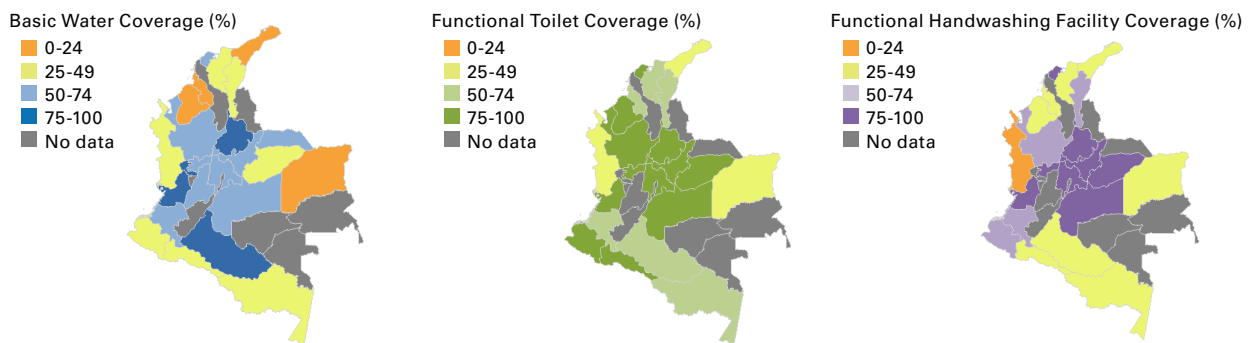 Basic Water Coverage (%)
0-24
25-49
50-74
75-100
No data
Functional Toilet Coverage (%)
0-24
25-49
50-74
75-100
No data
Functional Handwashing Facility Coverage (%)
0-24
25-49
50-74
75-100
No data